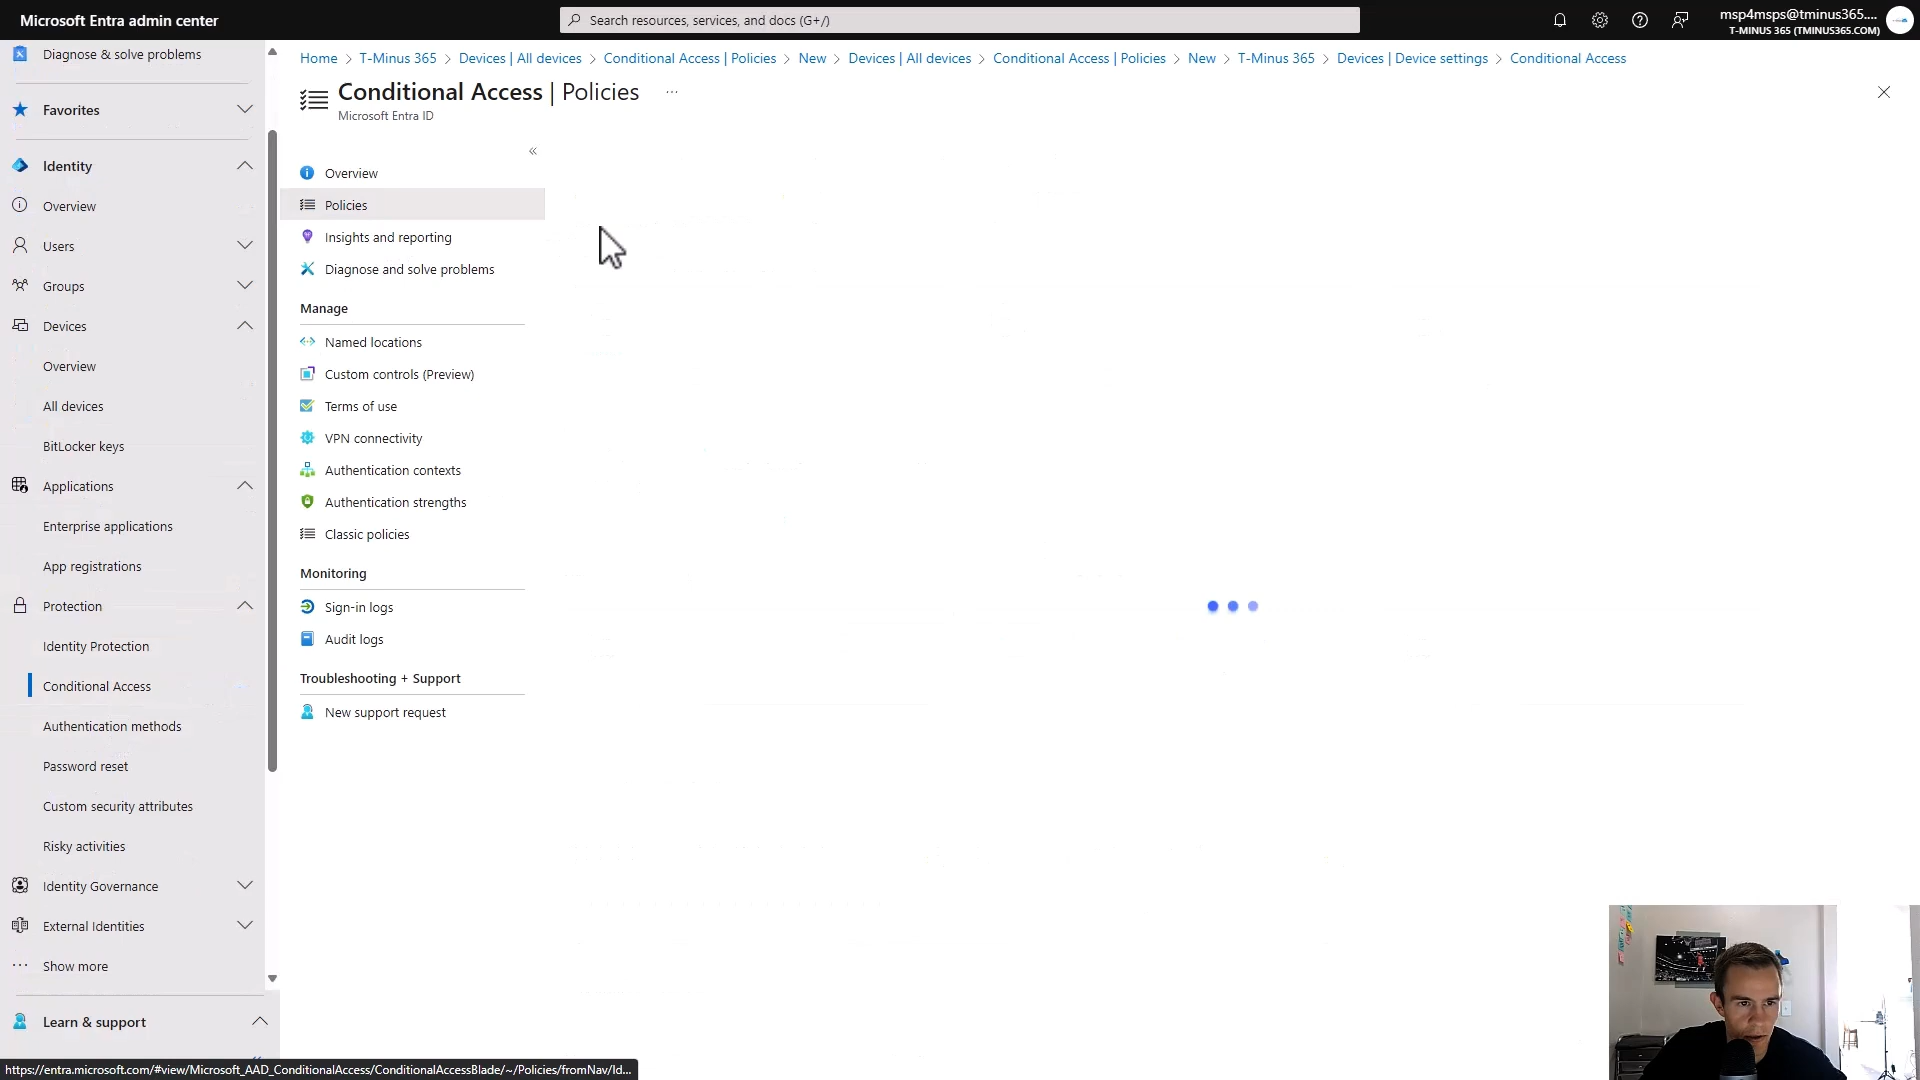 Microsoft Entra admin center
Search resources, services, and docs (G+/)
msp4msps@tminus365....
T-MINUS 365 (TMINUS365.COM)
Diagnose & solve problems
Favorites
Identity
Overview
Users
Groups
Devices
Overview
All devices
BitLocker keys
Applications
Enterprise applications
App registrations
Protection
Identity Protection
Conditional Access
Authentication methods
Password reset
Custom security attributes
Risky activities
Identity Governance
External Identities
Show more
Learn & support
Home > T-Minus 365 > Devices | All devices > Conditional Access | Policies > New > Devices | All devices > Conditional Access | Policies > New > T-Minus 365 > Devices | Device settings > Conditional Access
Conditional Access | Policies ...
Microsoft Entra ID
«
Overview
Policies
Insights and reporting
Diagnose and solve problems
Manage
Named locations
Custom controls (Preview)
Terms of use
VPN connectivity
Authentication contexts
Authentication strengths
Classic policies
Monitoring
Sign-in logs
Audit logs
Troubleshooting + Support
New support request
https://entra.microsoft.com/#view/Microsoft_AAD_ConditionalAccess/ConditionalAccessBlade/~/Policies/fromNav/Id...